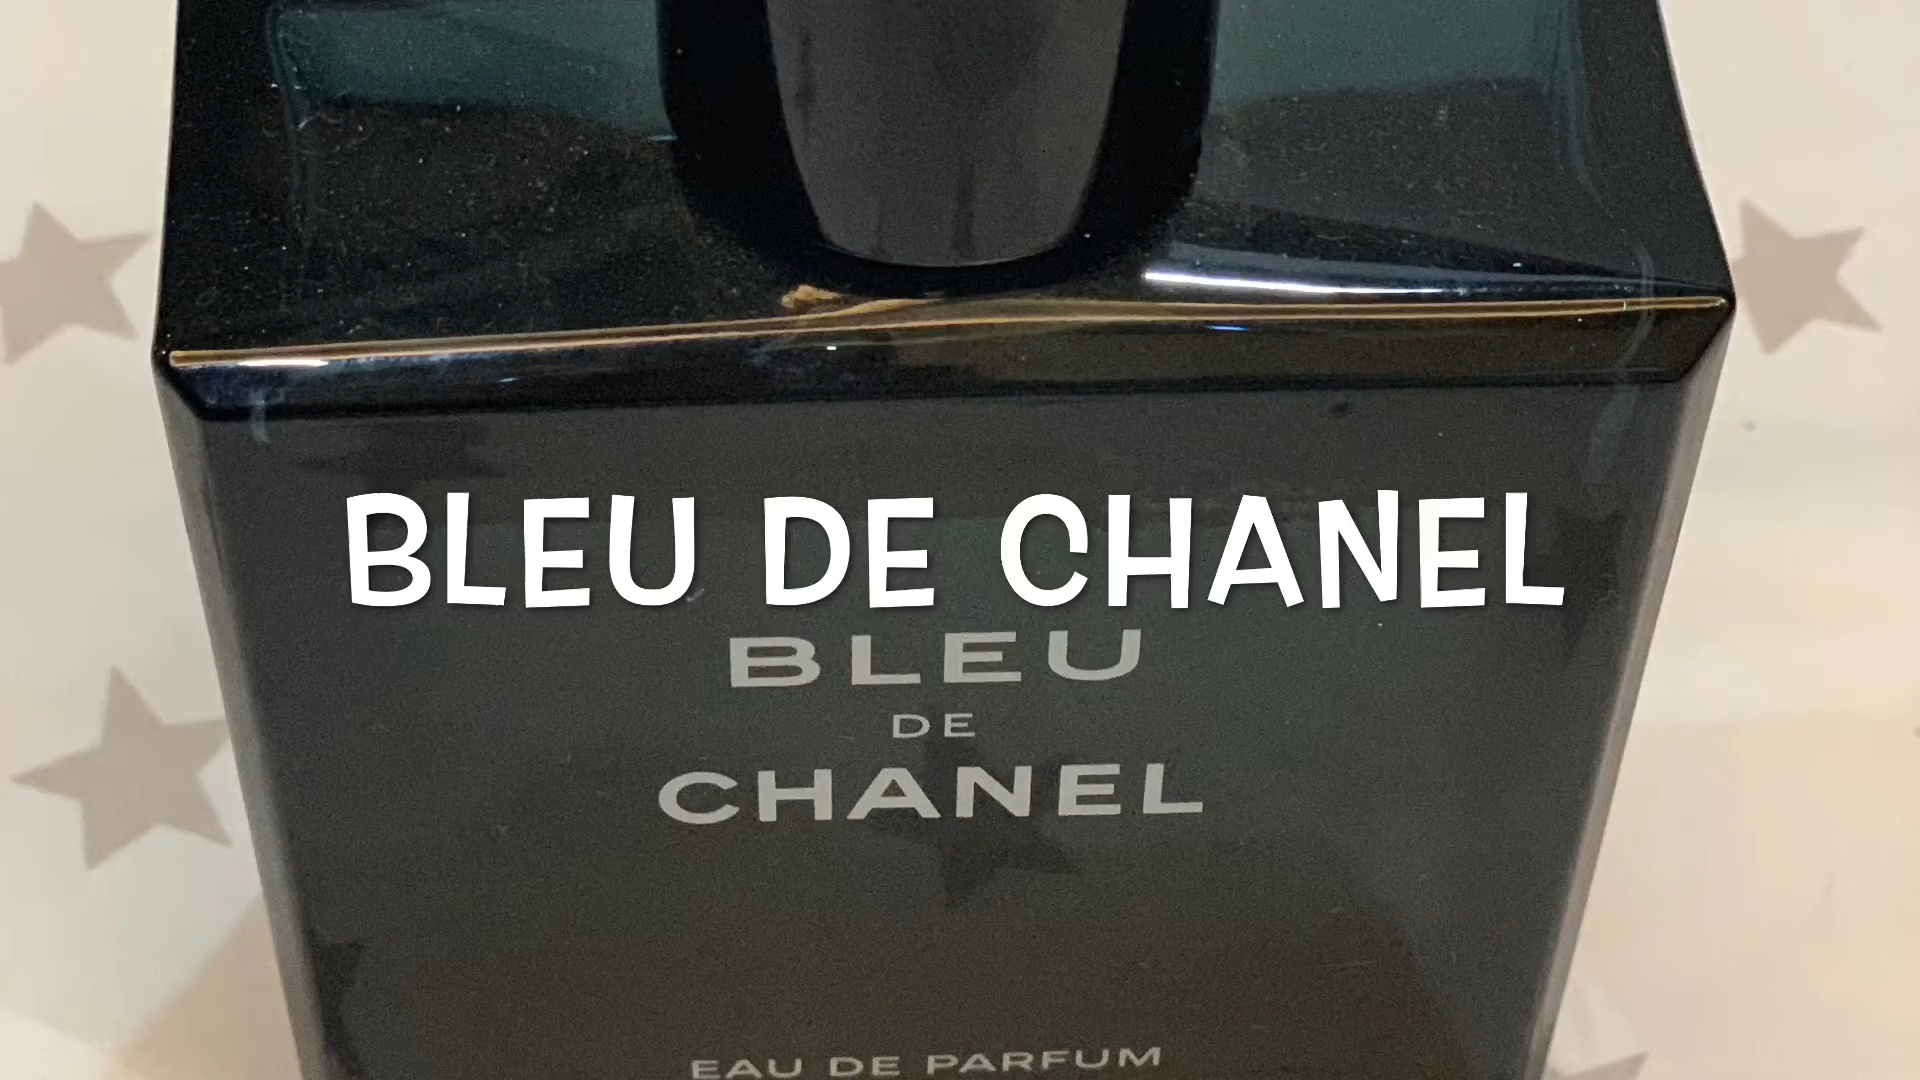 BLEU DE CHANEL
BLEU
DE
CHANEL
EAU DE PARFUM